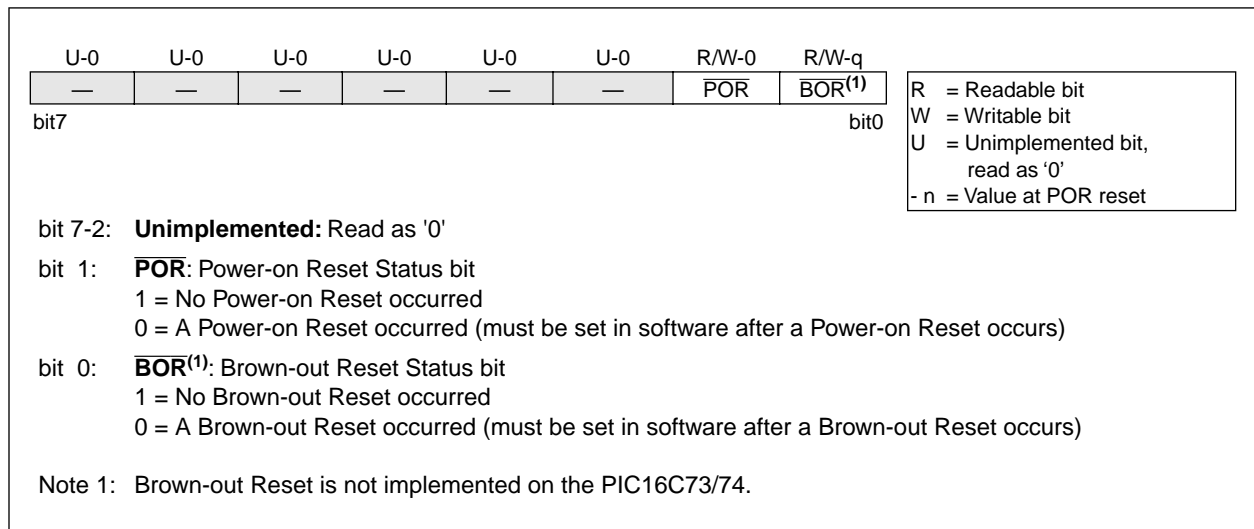 U-0 U-0 U-0 U-0 U-0 U-0 R/W-0 R/W-q
— — — — — — P̅O̅R̅ B̅O̅R̅(1)
bit7 bit0
R = Readable bit
W = Writable bit
U = Unimplemented bit,
read as ‘0’
- n = Value at POR reset
bit 7-2: Unimplemented: Read as '0'
bit 1: P̅O̅R̅: Power-on Reset Status bit
1 = No Power-on Reset occurred
0 = A Power-on Reset occurred (must be set in software after a Power-on Reset occurs)
bit 0: B̅O̅R̅(1): Brown-out Reset Status bit
1 = No Brown-out Reset occurred
0 = A Brown-out Reset occurred (must be set in software after a Brown-out Reset occurs)
Note 1: Brown-out Reset is not implemented on the PIC16C73/74.